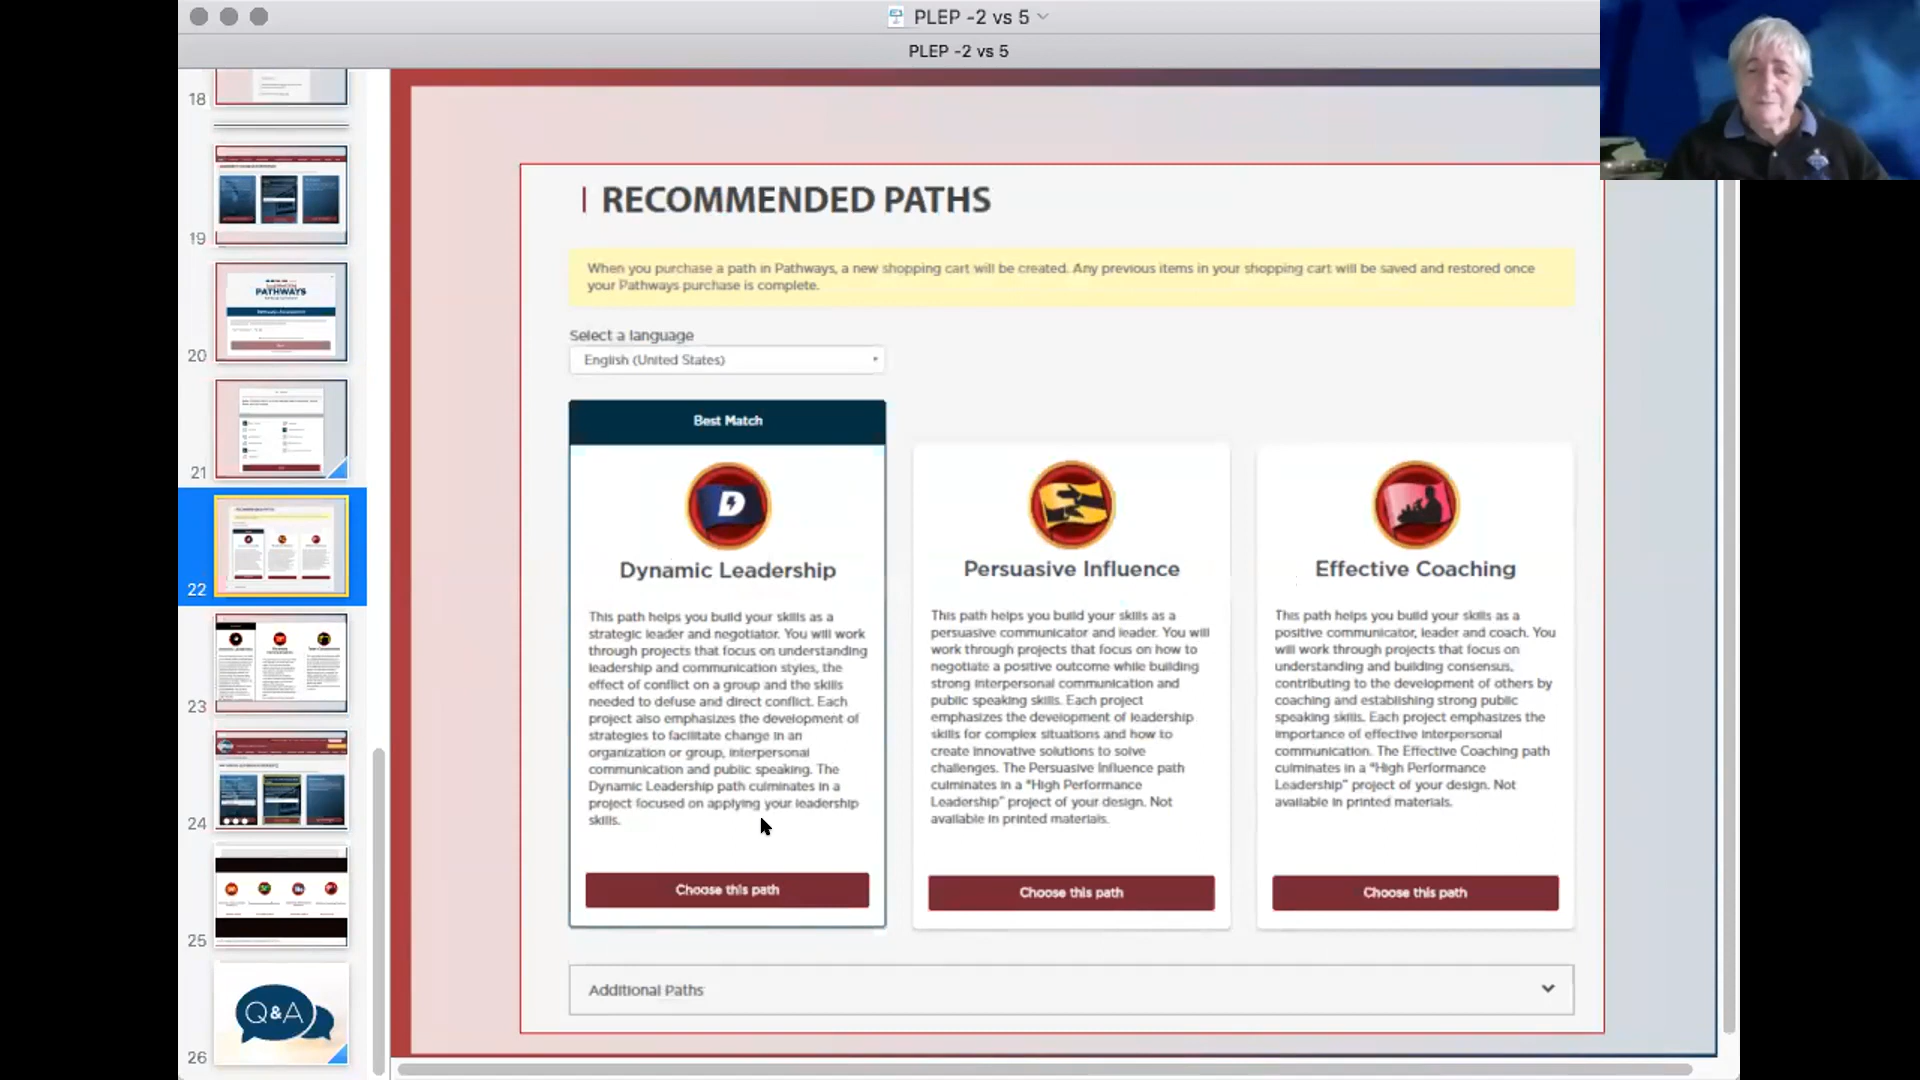 PLEP -2 vs 5
PLEP -2 vs 5
18
19
20
PATHWAYS
21
22
23
24
25
26
Q&A
RECOMMENDED PATHS
When you purchase a path in Pathways, a new shopping cart will be created. Any previous items in your shopping cart will be saved and restored once
your Pathways purchase is complete.
Select a language
English (United States)
Best Match
D
Dynamic Leadership
This path helps you build your skills as a
strategic leader and negotiator. You will work
through projects that focus on understanding
leadership and communication styles, the
effect of conflict on a group and the skills
needed to defuse and direct conflict. Each
project also emphasizes the development of
strategies to facilitate change in an
organization or group, interpersonal
communication and public speaking. The
Dynamic Leadership path culminates in a
project focused on applying your leadership
skills.
Choose this path
Persuasive Influence
This path helps you build your skills as a
persuasive communicator and leader. You will
work through projects that focus on how to
negotiate a positive outcome while building
strong interpersonal communication and
public speaking skills. Each project
emphasizes the development of leadership
skills for complex situations and how to
create innovative solutions to solve
challenges. The Persuasive Influence path
culminates in a "High Performance
Leadership" project of your design. Not
available in printed materials.
Choose this path
Effective Coaching
This path helps you build your skills as a
positive communicator, leader and coach. You
will work through projects that focus on
understanding and building consensus,
contributing to the development of others by
coaching and establishing strong public
speaking skills. Each project emphasizes the
importance of effective interpersonal
communication. The Effective Coaching path
culminates in a "High Performance
Leadership" project of your design. Not
available in printed materials.
Choose this path
Additional Paths